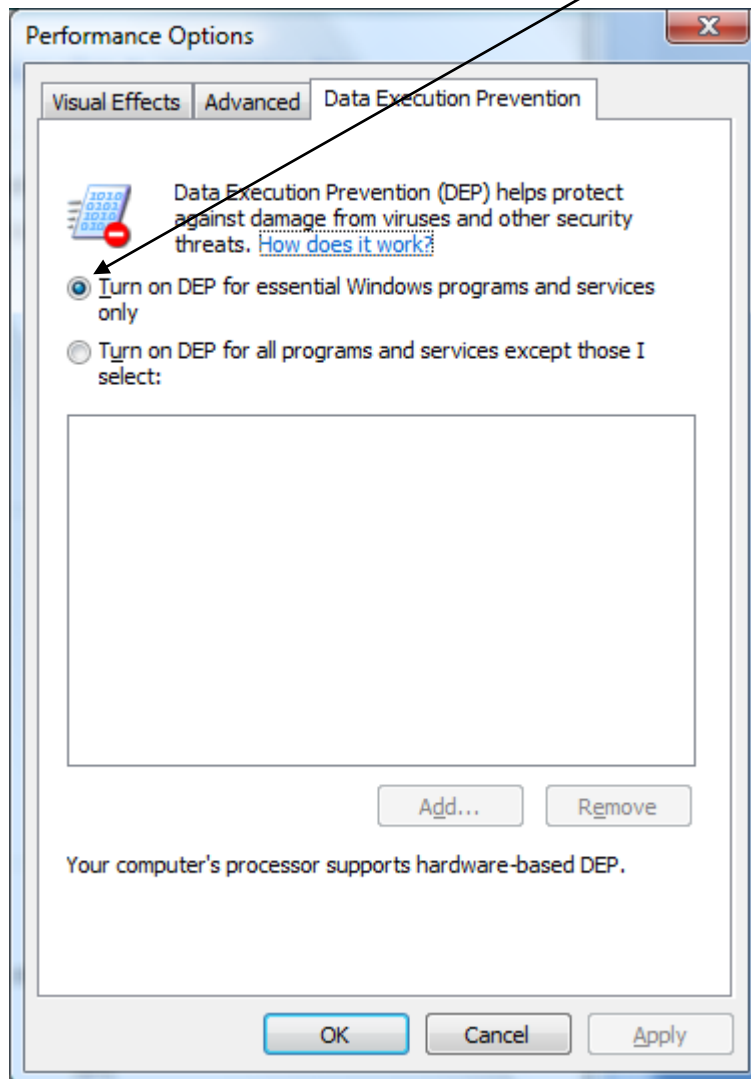 Performance Options
Visual Effects
Advanced
Data Execution Prevention
Data Execution Prevention (DEP) helps protect
against damage from viruses and other security
threats. How does it work?
Turn on DEP for essential Windows programs and services
only
Turn on DEP for all programs and services except those I
select:
Add...
Remove
Your computer's processor supports hardware-based DEP.
OK
Cancel
Apply